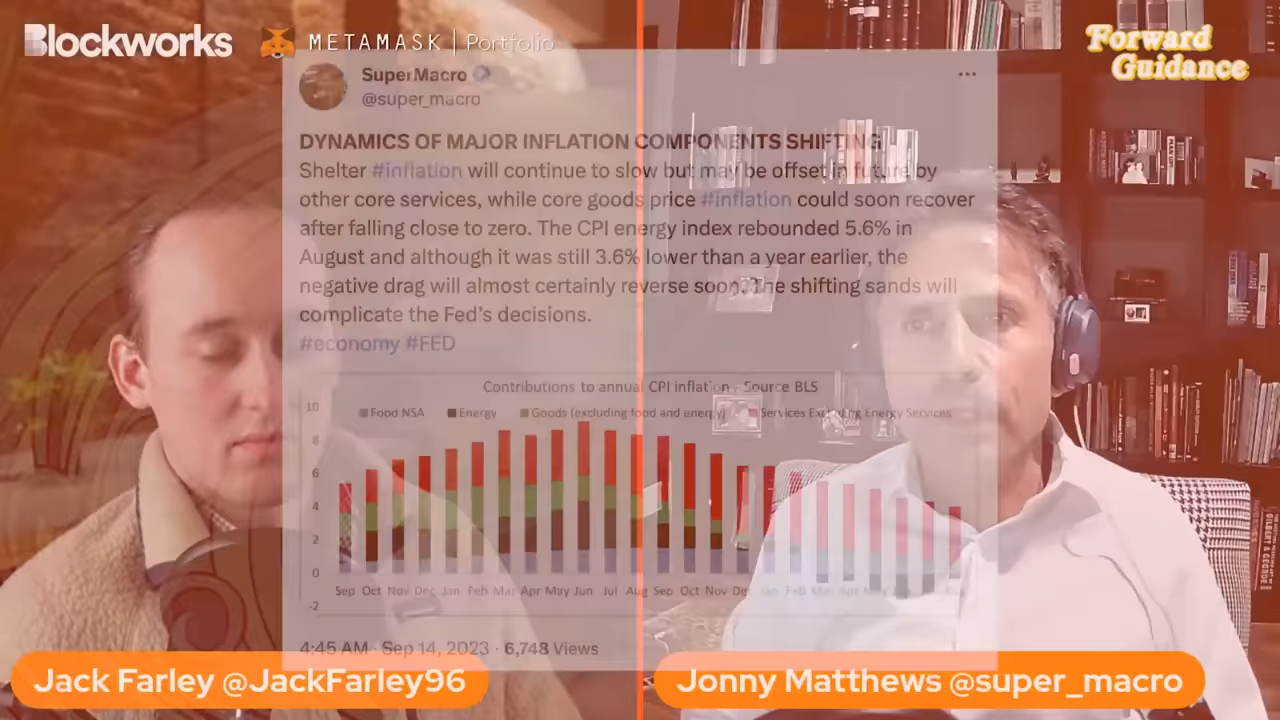 Blockworks
METAMASK | Portfolio
Forward
Guidance
SuperMacro
@super_macro
DYNAMICS OF MAJOR INFLATION COMPONENTS SHIFTING
Shelter #inflation will continue to slow but may be offset in future by
other core services, while core goods price #inflation could soon recover
after falling close to zero. The CPI energy index rebounded 5.6% in
August and although it was still 3.6% lower than a year earlier, the
negative drag will almost certainly reverse soon. The shifting sands will
complicate the Fed's decisions.
#economy #FED
Contributions to annual CPI inflation - Source BLS
Food NSA Energy Goods (excluding food and energy) Services Excluding Energy Services
10
8
6
4
2
0
-2
Sep Oct Nov Dec Jan Feb Mar Apr May Jun Jul Aug Sep Oct Nov Dec Jan Feb Mar Apr May Aug
4:45 AM · Sep 14, 2023 · 6,748 Views
Jack Farley @JackFarley96
Jonny Matthews @super_macro
GILBERT & GEORGE